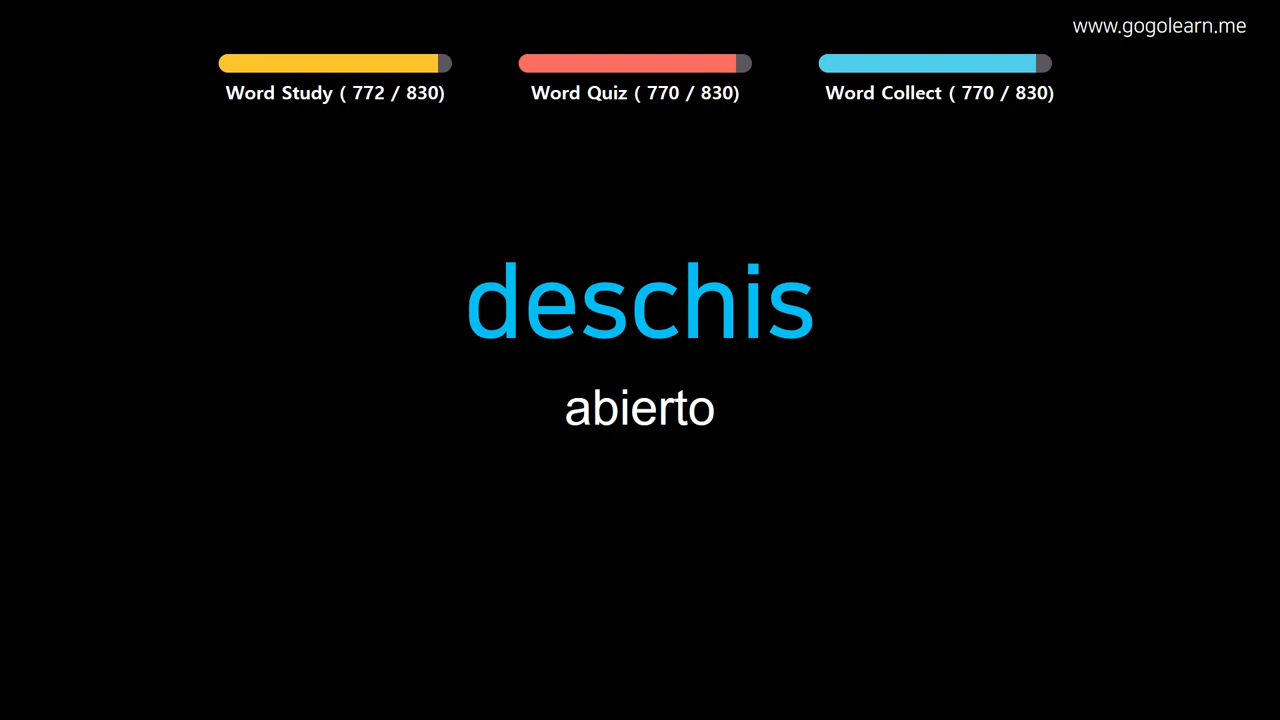 www.gogolearn.me
Word Study ( 772 / 830)
Word Quiz ( 770 / 830)
Word Collect ( 770 / 830)
deschis
abierto